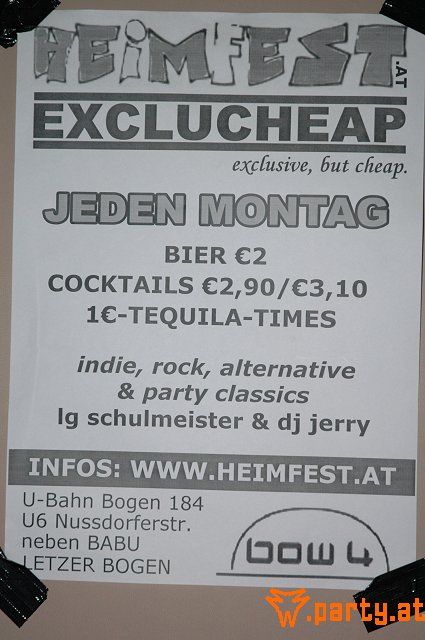 HEIMFEST.AT
EXCLUCHEAP
exclusive, but cheap.
JEDEN MONTAG
BIER €2
COCKTAILS €2,90/€3,10
1€-TEQUILA-TIMES
indie, rock, alternative
& party classics
lg schulmeister & dj jerry
INFOS: WWW.HEIMFEST.AT
U-Bahn Bogen 184
U6 Nussdorferstr.
neben BABU
LETZER BOGEN
bow 4
party.at